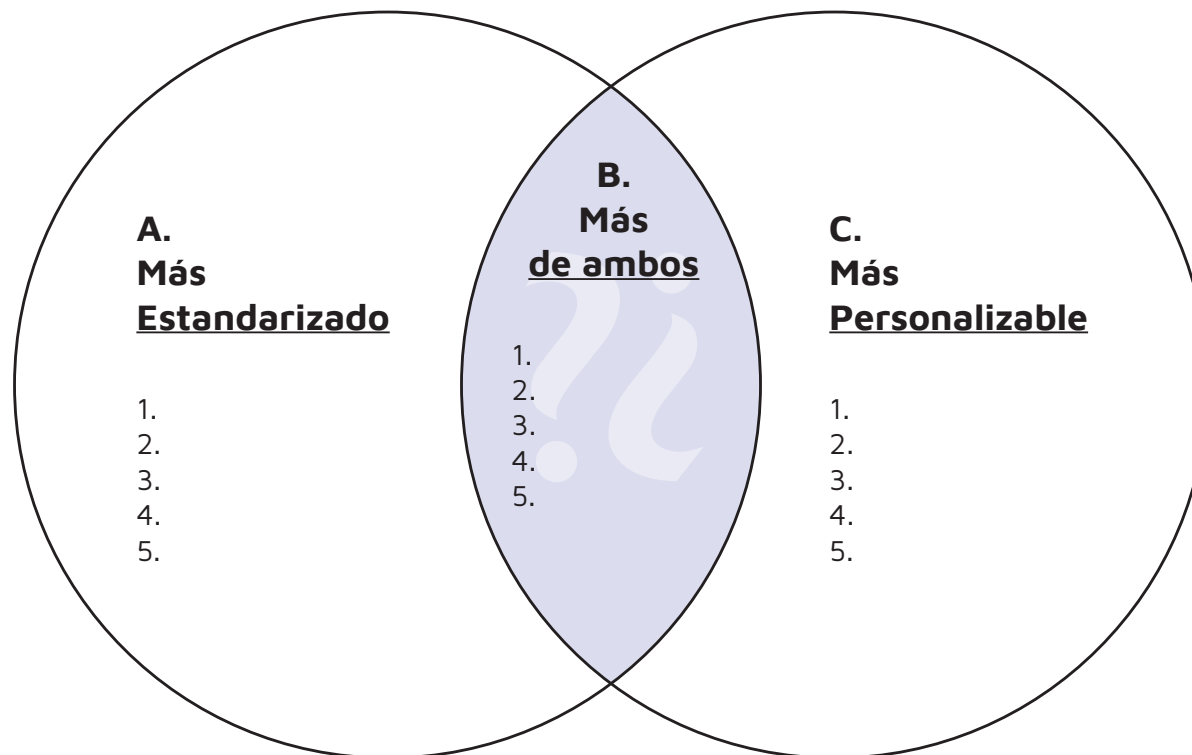 A.
Más
Estandarizado
1.
2.
3.
4.
5.
B.
Más
de ambos
1.
2.
3.
4.
5.
C.
Más
Personalizable
1.
2.
3.
4.
5.
?¿